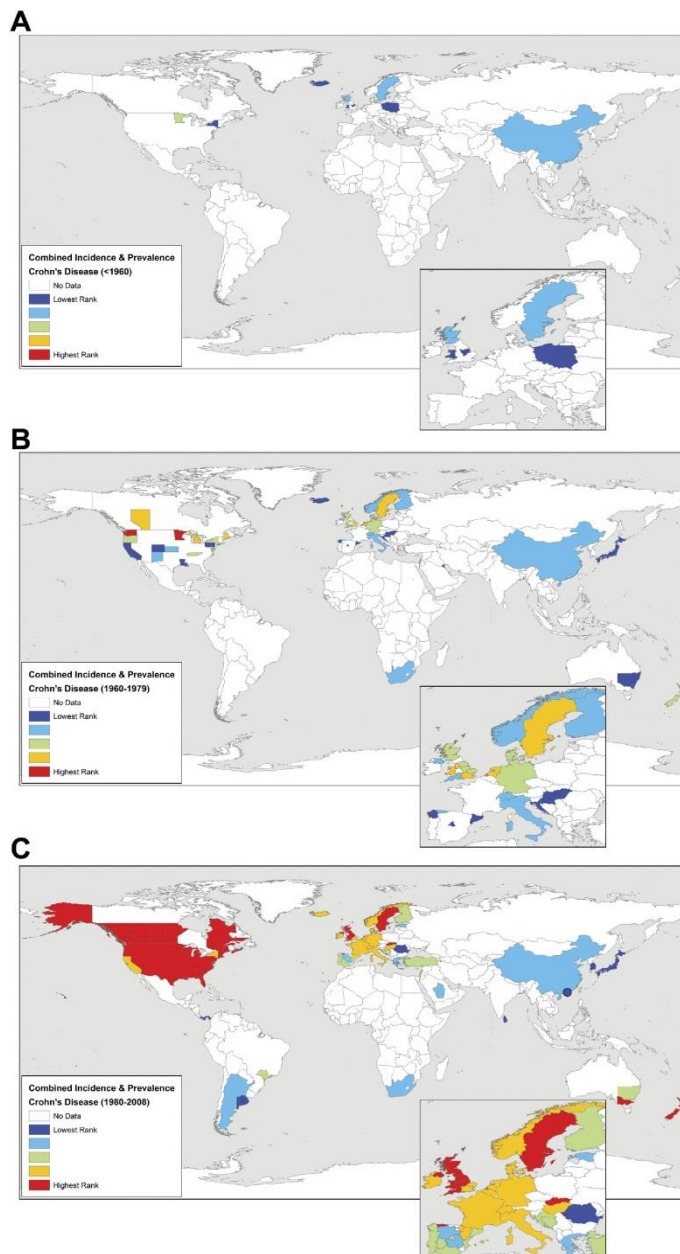 A
Combined Incidence & Prevalence
Crohn's Disease (<1960)
No Data
Lowest Rank
Highest Rank
B
Combined Incidence & Prevalence
Crohn's Disease (1960-1979)
No Data
Lowest Rank
Highest Rank
C
Combined Incidence & Prevalence
Crohn's Disease (1980-2008)
No Data
Lowest Rank
Highest Rank